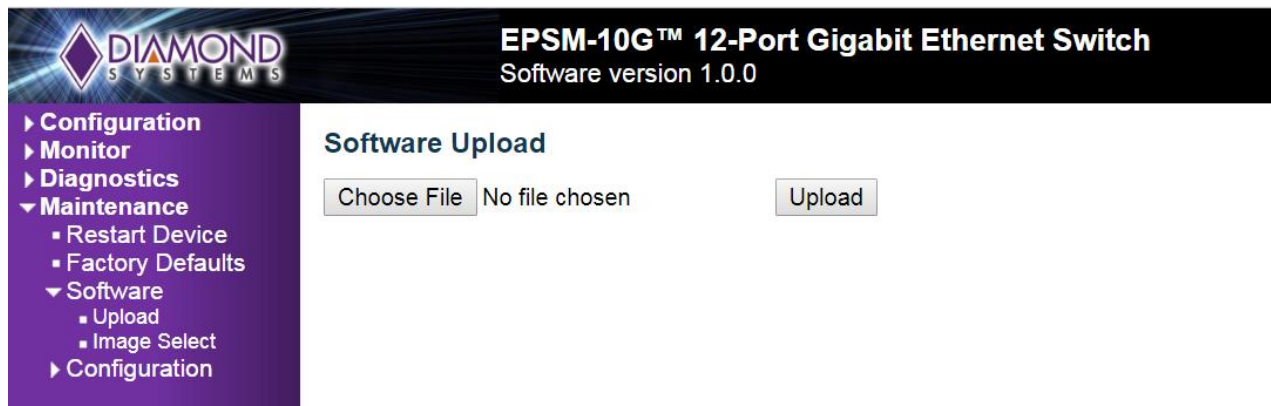 DIAMOND
SYSTEMS
EPSM-10G™ 12-Port Gigabit Ethernet Switch
Software version 1.0.0
Configuration
Monitor
Diagnostics
Maintenance
Restart Device
Factory Defaults
Software
Upload
Image Select
Configuration
Software Upload
Choose File No file chosen Upload